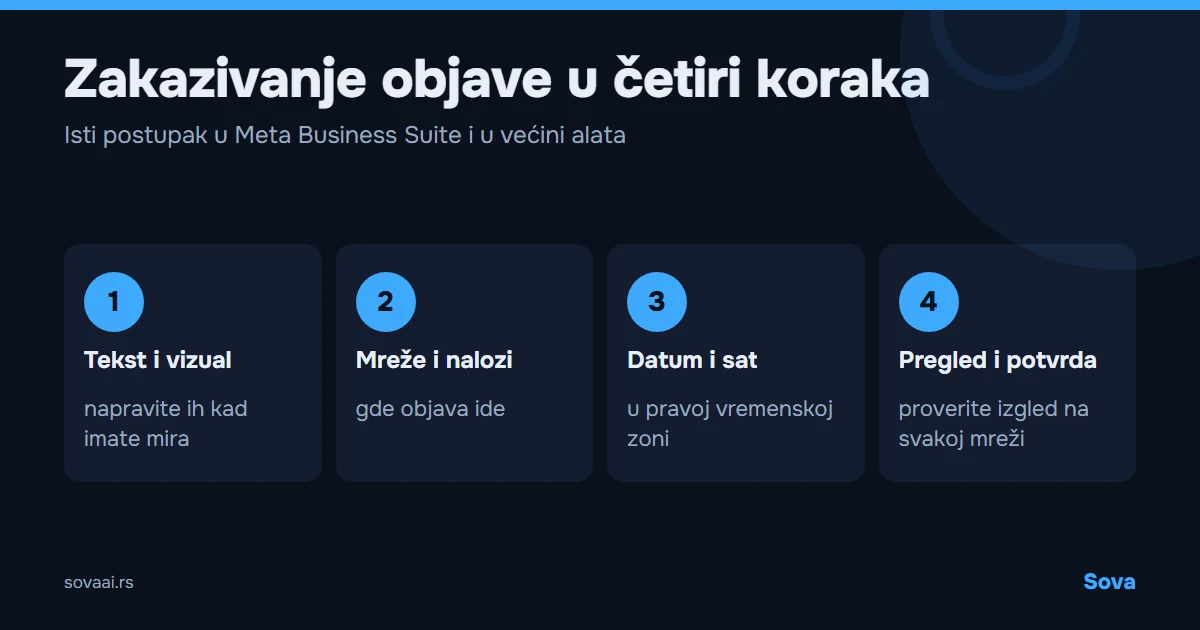 Zakazivanje objave u četiri koraka
Isti postupak u Meta Business Suite i u većini alata
1
Tekst i vizual
napravite ih kad
imate mira
2
Mreže i nalozi
gde objava ide
3
Datum i sat
u pravoj vremenskoj
zoni
4
Pregled i potvrda
proverite izgled na
svakoj mreži
sovaai.rs
Sova